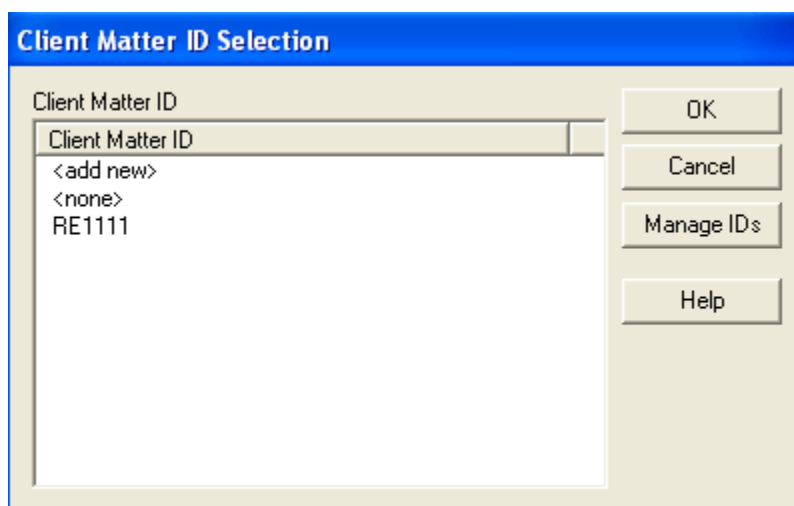 Client Matter ID Selection
Client Matter ID
Client Matter ID
<add new>
<none>
RE1111
OK
Cancel
Manage IDs
Help